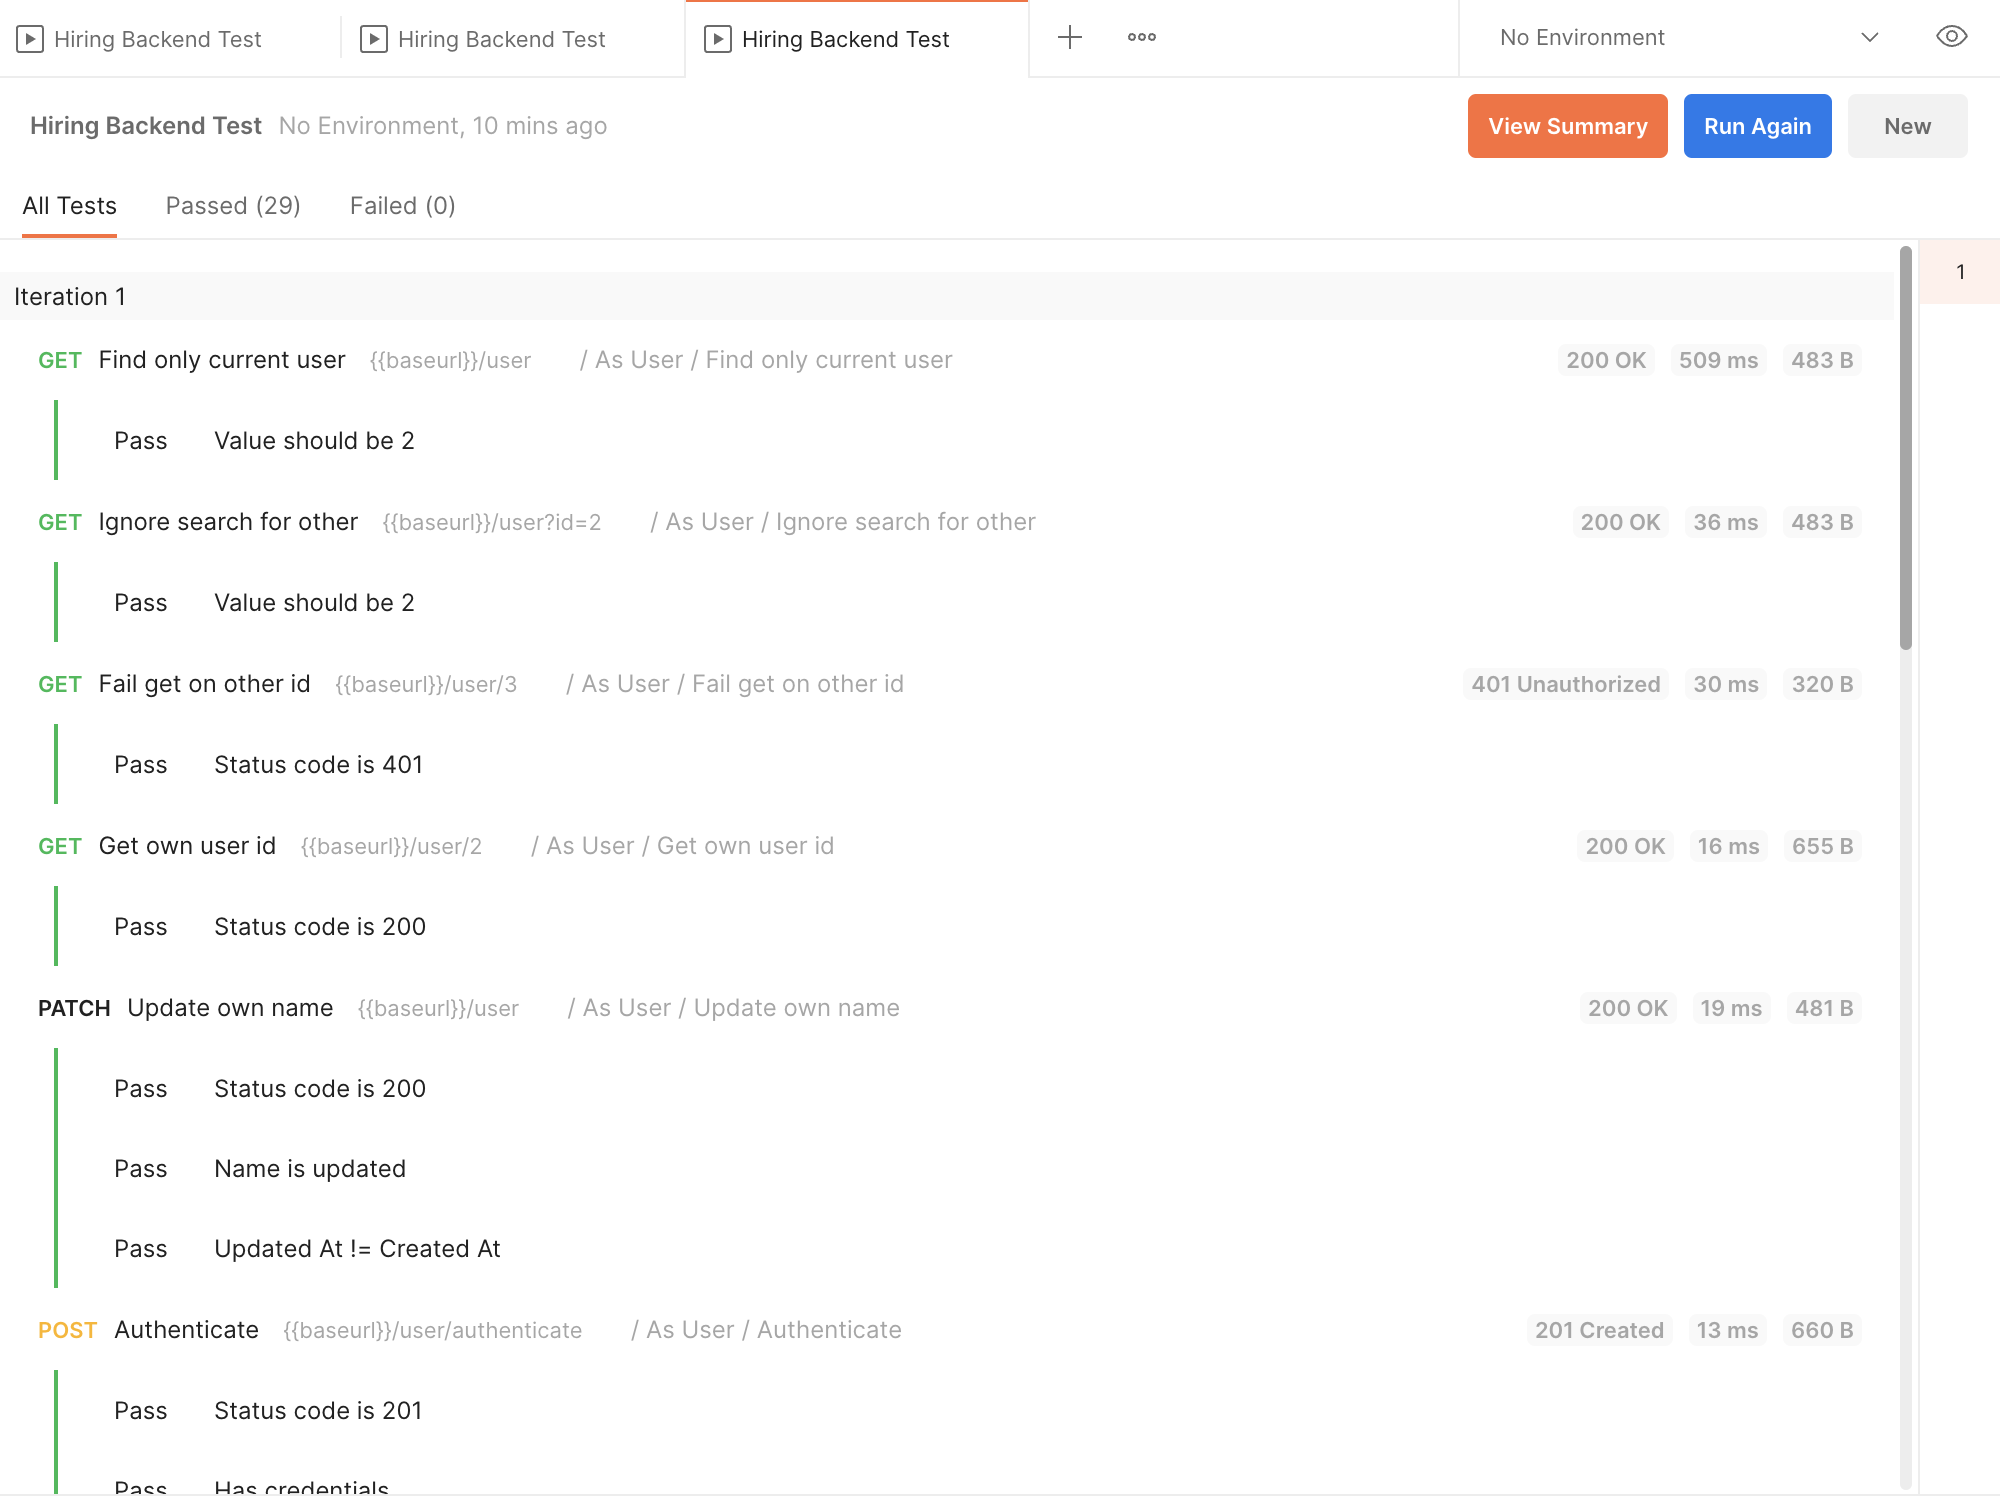 Hiring Backend Test Hiring Backend Test Hiring Backend Test No Environment
Hiring Backend Test No Environment, 10 mins ago View Summary Run Again New
All Tests Passed (29) Failed (0)
1
Iteration 1
GET Find only current user {{baseurl}}/user / As User / Find only current user 200 OK 509 ms 483 B
Pass Value should be 2
GET Ignore search for other {{baseurl}}/user?id=2 / As User / Ignore search for other 200 OK 36 ms 483 B
Pass Value should be 2
GET Fail get on other id {{baseurl}}/user/3 / As User / Fail get on other id 401 Unauthorized 30 ms 320 B
Pass Status code is 401
GET Get own user id {{baseurl}}/user/2 / As User / Get own user id 200 OK 16 ms 655 B
Pass Status code is 200
PATCH Update own name {{baseurl}}/user / As User / Update own name 200 OK 19 ms 481 B
Pass Status code is 200
Pass Name is updated
Pass Updated At != Created At
POST Authenticate {{baseurl}}/user/authenticate / As User / Authenticate 201 Created 13 ms 660 B
Pass Status code is 201
Pass Has credentials